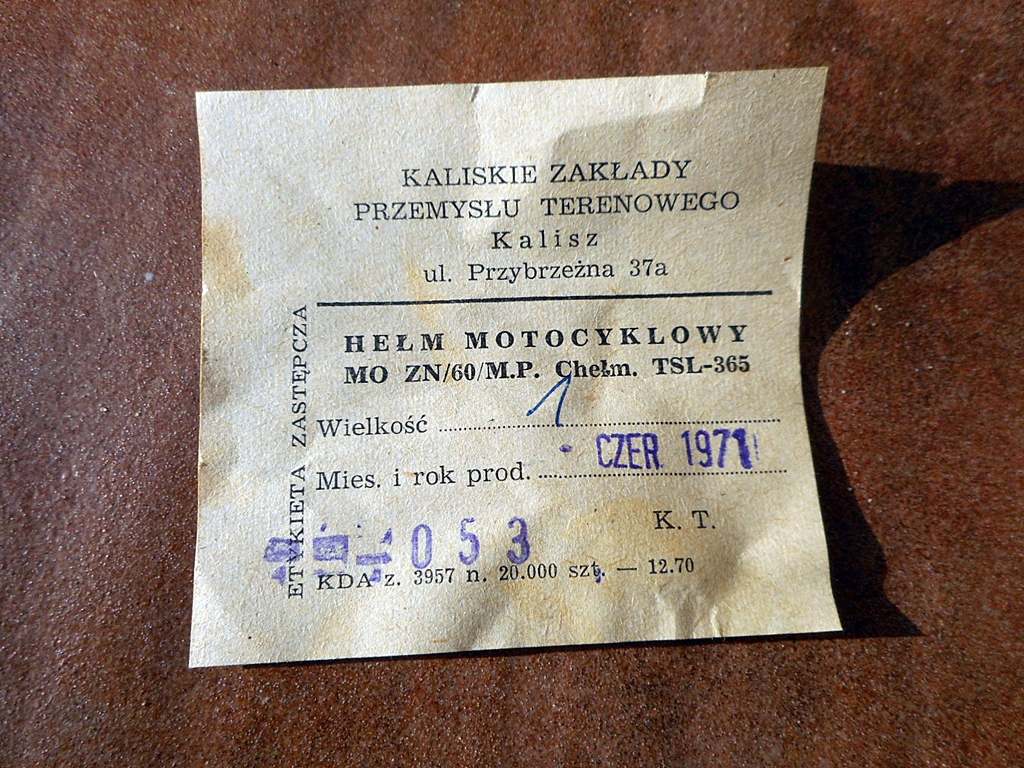 KALISKIE ZAKŁADY
PRZEMYSŁU TERENOWEGO
Kalisz
ul. Przybrzeżna 37a
ETYKIETA ZASTĘPCZA
HEŁM MOTOCYKLOWY
MO ZN/60/M.P. Chełm. TSL-365
Wielkość 1
Mies. i rok prod. CZER. 1971
K. T.
053
KDA z. 3957 n. 20.000 szt. — 12.70